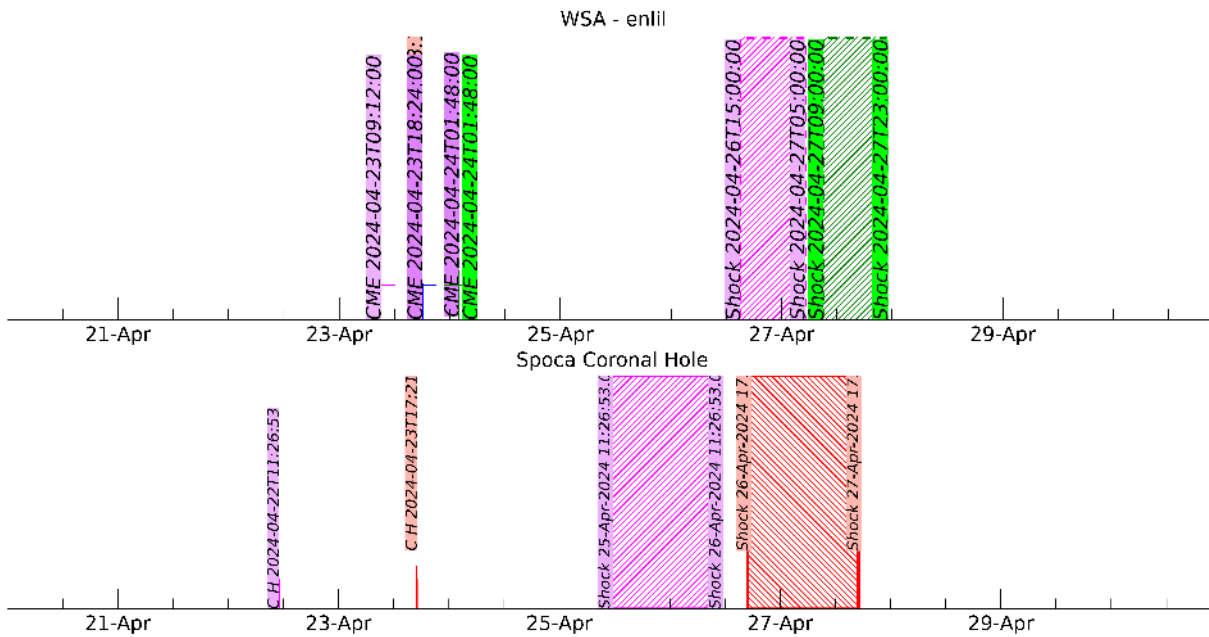 WSA - enlil
CME 2024-04-23T09:12:00
CME 2024-04-23T18:24:00
CME 2024-04-24T01:48:00
CME 2024-04-24T01:48:00
Shock 2024-04-26T15:00:00
Shock 2024-04-27T05:00:00
Shock 2024-04-27T09:00:00
Shock 2024-04-27T23:00:00
21-Apr
23-Apr
25-Apr
27-Apr
29-Apr
Spoca Coronal Hole
C H 2024-04-22T11:26:53
C H 2024-04-23T17:21
Shock 25-Apr-2024 11:26:53.0
Shock 26-Apr-2024 11:26:53.0
Shock 26-Apr-2024 17
Shock 27-Apr-2024 17
21-Apr
23-Apr
25-Apr
27-Apr
29-Apr